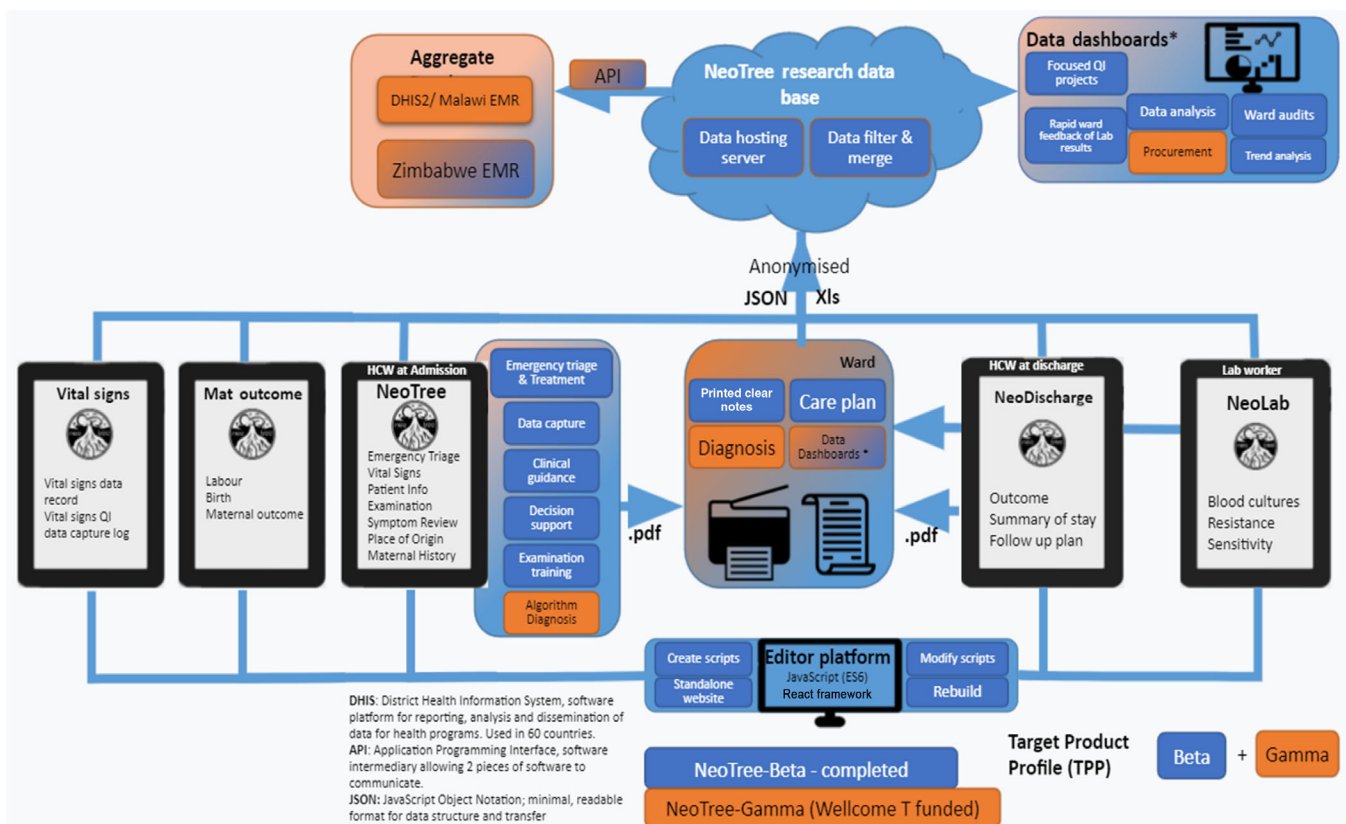 Aggregate
DHIS2/ Malawi EMR
Zimbabwe EMR
API
NeoTree research data
base
Data hosting
server
Data filter &
merge
Data dashboards*
Focused QI
projects
Rapid ward
feedback of Lab
results
Data analysis
Procurement
Ward audits
Trend analysis
Anonymised
JSON
Xls
Vital signs
Vital signs data
record
Vital signs QI
data capture log
Mat outcome
Labour
Birth
Maternal outcome
HCW at Admission
NeoTree
Emergency Triage
Vital Signs
Patient Info
Examination
Symptom Review
Place of Origin
Maternal History
Emergency triage
& Treatment
Data capture
Clinical
guidance
Decision
support
Examination
training
Algorithm
Diagnosis
.pdf
Ward
Printed clear
notes
Care plan
Diagnosis
Data
Dashboards *
.pdf
HCW at discharge
NeoDischarge
Outcome
Summary of stay
Follow up plan
Lab worker
NeoLab
Blood cultures
Resistance
Sensitivity
Create scripts
Standalone
website
Editor platform
JavaScript (ES6)
React framework
Modify scripts
Rebuild
DHIS: District Health Information System, software
platform for reporting, analysis and dissemination of
data for health programs. Used in 60 countries.
API: Application Programming Interface, software
intermediary allowing 2 pieces of software to
communicate.
JSON: JavaScript Object Notation; minimal, readable
format for data structure and transfer
NeoTree-Beta - completed
NeoTree-Gamma (Wellcome T funded)
Target Product
Profile (TPP)
Beta
+
Gamma